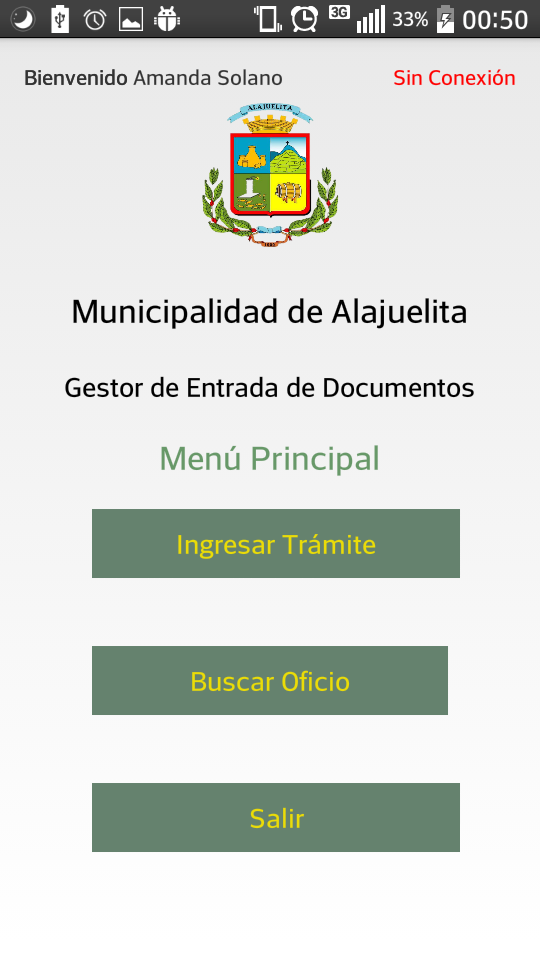 3G 33% 00:50
Bienvenido Amanda Solano Sin Conexión
ALAJUELITA
Municipalidad de Alajuelita
Gestor de Entrada de Documentos
Menú Principal
Ingresar Trámite
Buscar Oficio
Salir